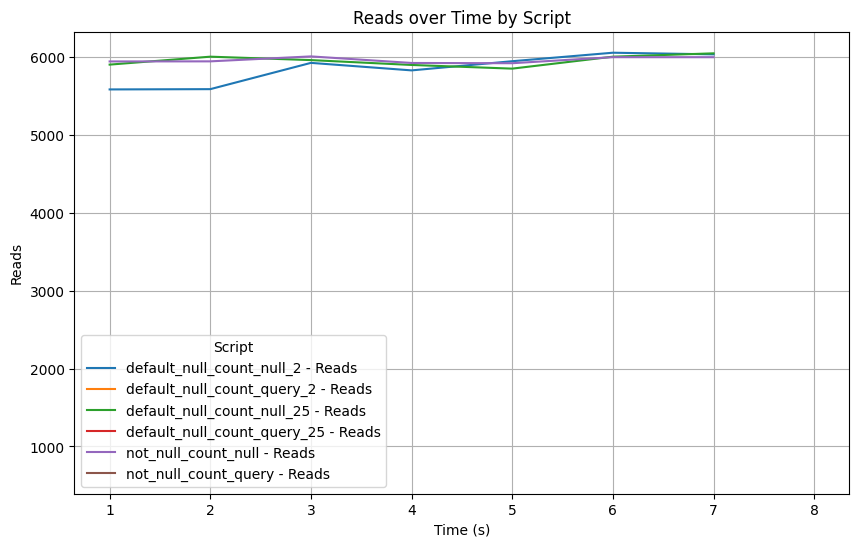 Reads over Time by Script
Reads
6000
5000
4000
3000
2000
1000
Script
default_null_count_null_2 - Reads
default_null_count_query_2 - Reads
default_null_count_null_25 - Reads
default_null_count_query_25 - Reads
not_null_count_null - Reads
not_null_count_query - Reads
1 2 3 4 5 6 7 8
Time (s)